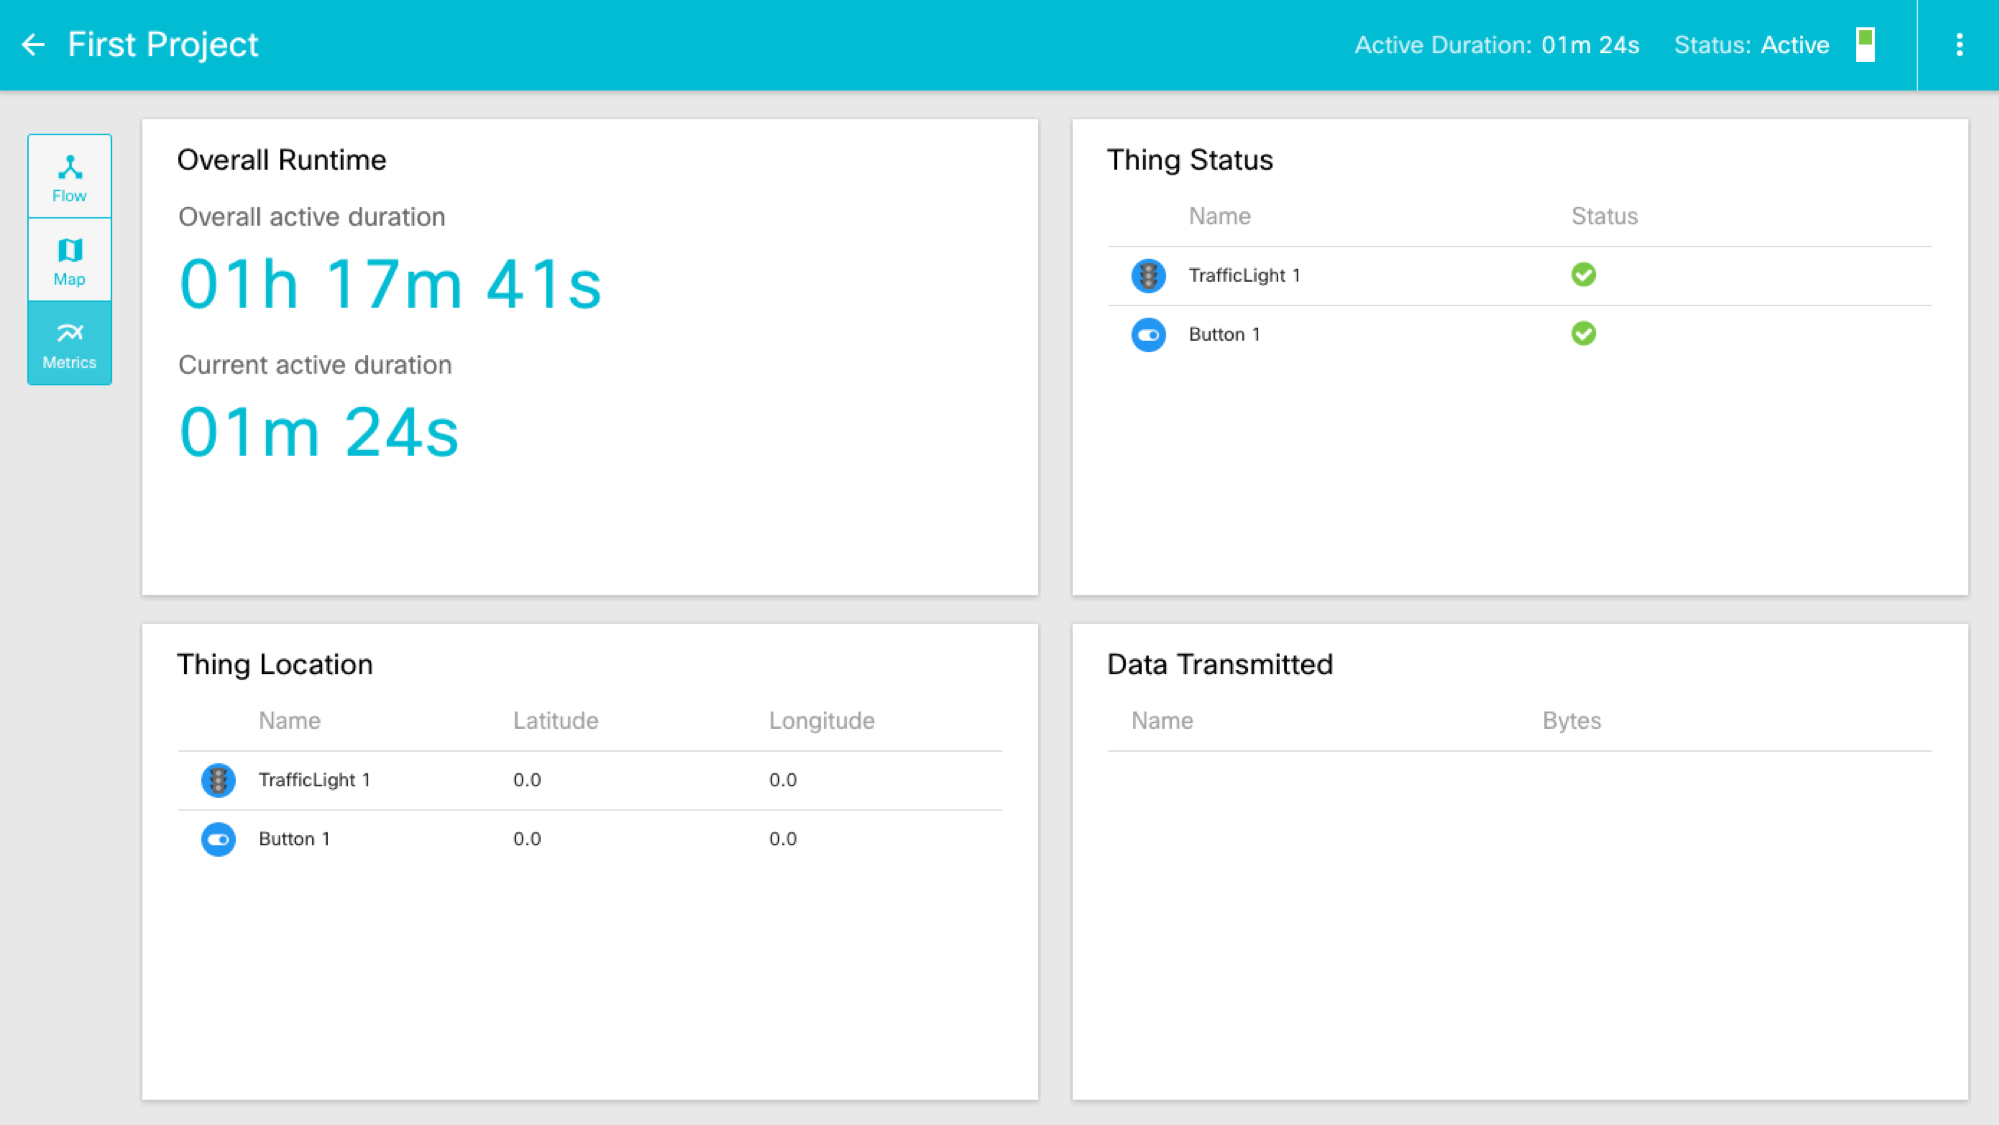 First Project
Active Duration: 01m 24s Status: Active
Flow
Map
Metrics
Overall Runtime
Overall active duration
01h 17m 41s
Current active duration
01m 24s
Thing Status
Name Status
TrafficLight 1
Button 1
Thing Location
Name Latitude Longitude
TrafficLight 1 0.0 0.0
Button 1 0.0 0.0
Data Transmitted
Name Bytes